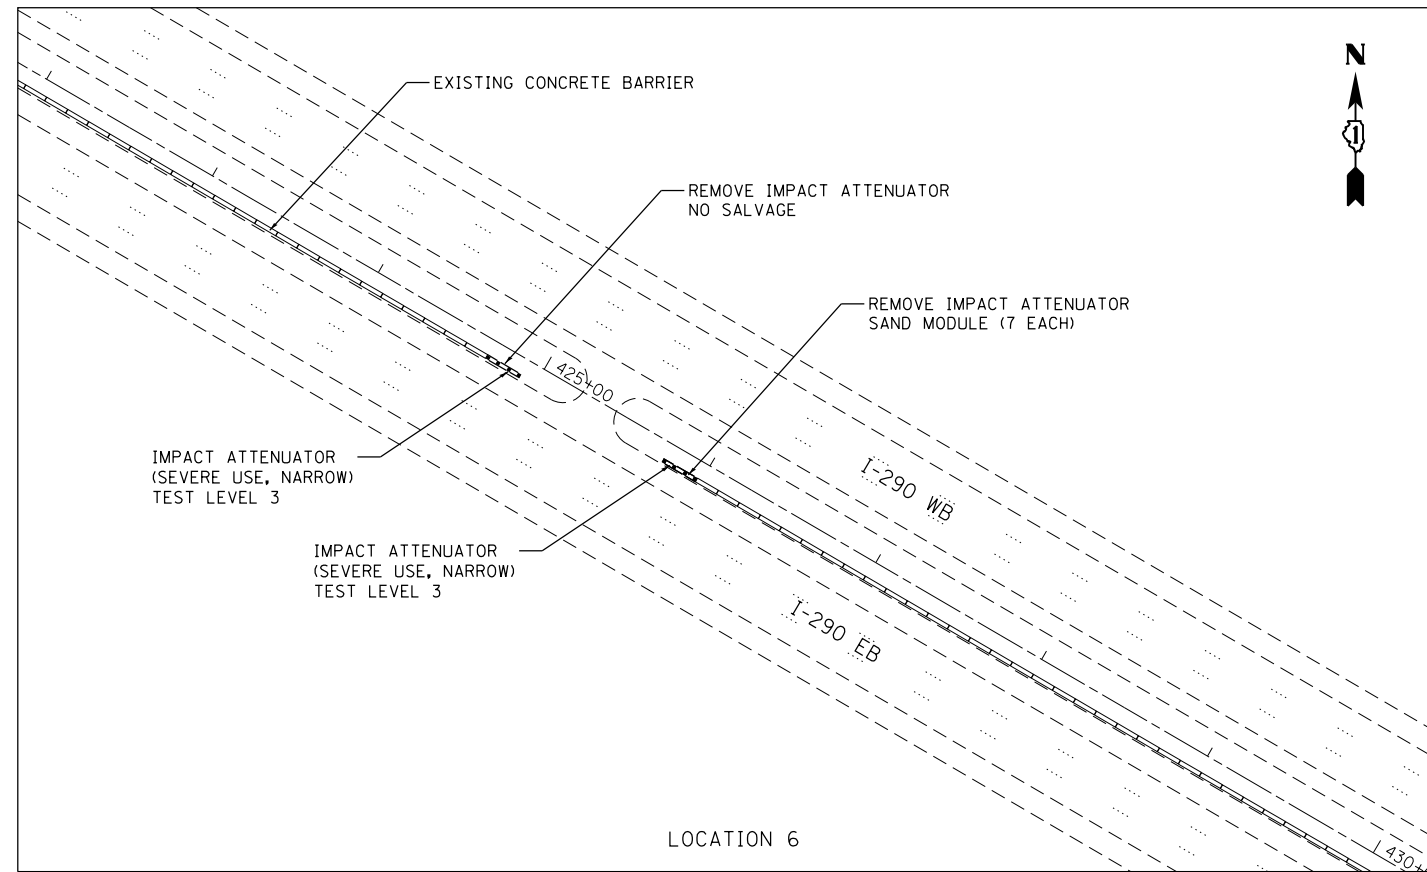 EXISTING CONCRETE BARRIER
N
1
REMOVE IMPACT ATTENUATOR
NO SALVAGE
REMOVE IMPACT ATTENUATOR
SAND MODULE (7 EACH)
425+00
IMPACT ATTENUATOR
(SEVERE USE, NARROW)
TEST LEVEL 3
I-290 WB
IMPACT ATTENUATOR
(SEVERE USE, NARROW)
TEST LEVEL 3
I-290 EB
LOCATION 6
430+